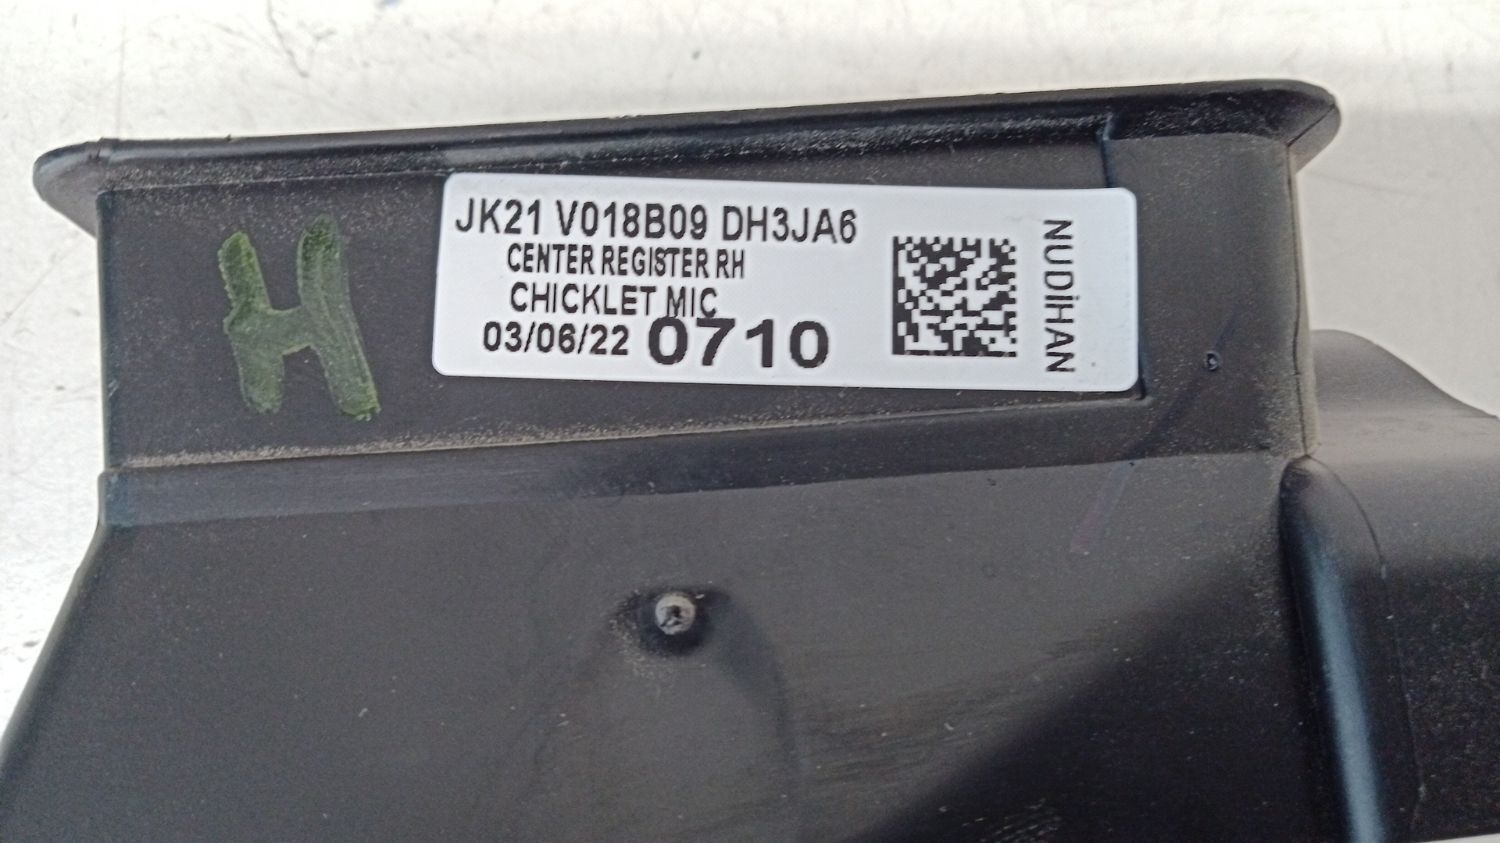 H
JK21 V018B09 DH3JA6
CENTER REGISTER RH
CHICKLET MIC
03/06/22 0710
NUDİHAN